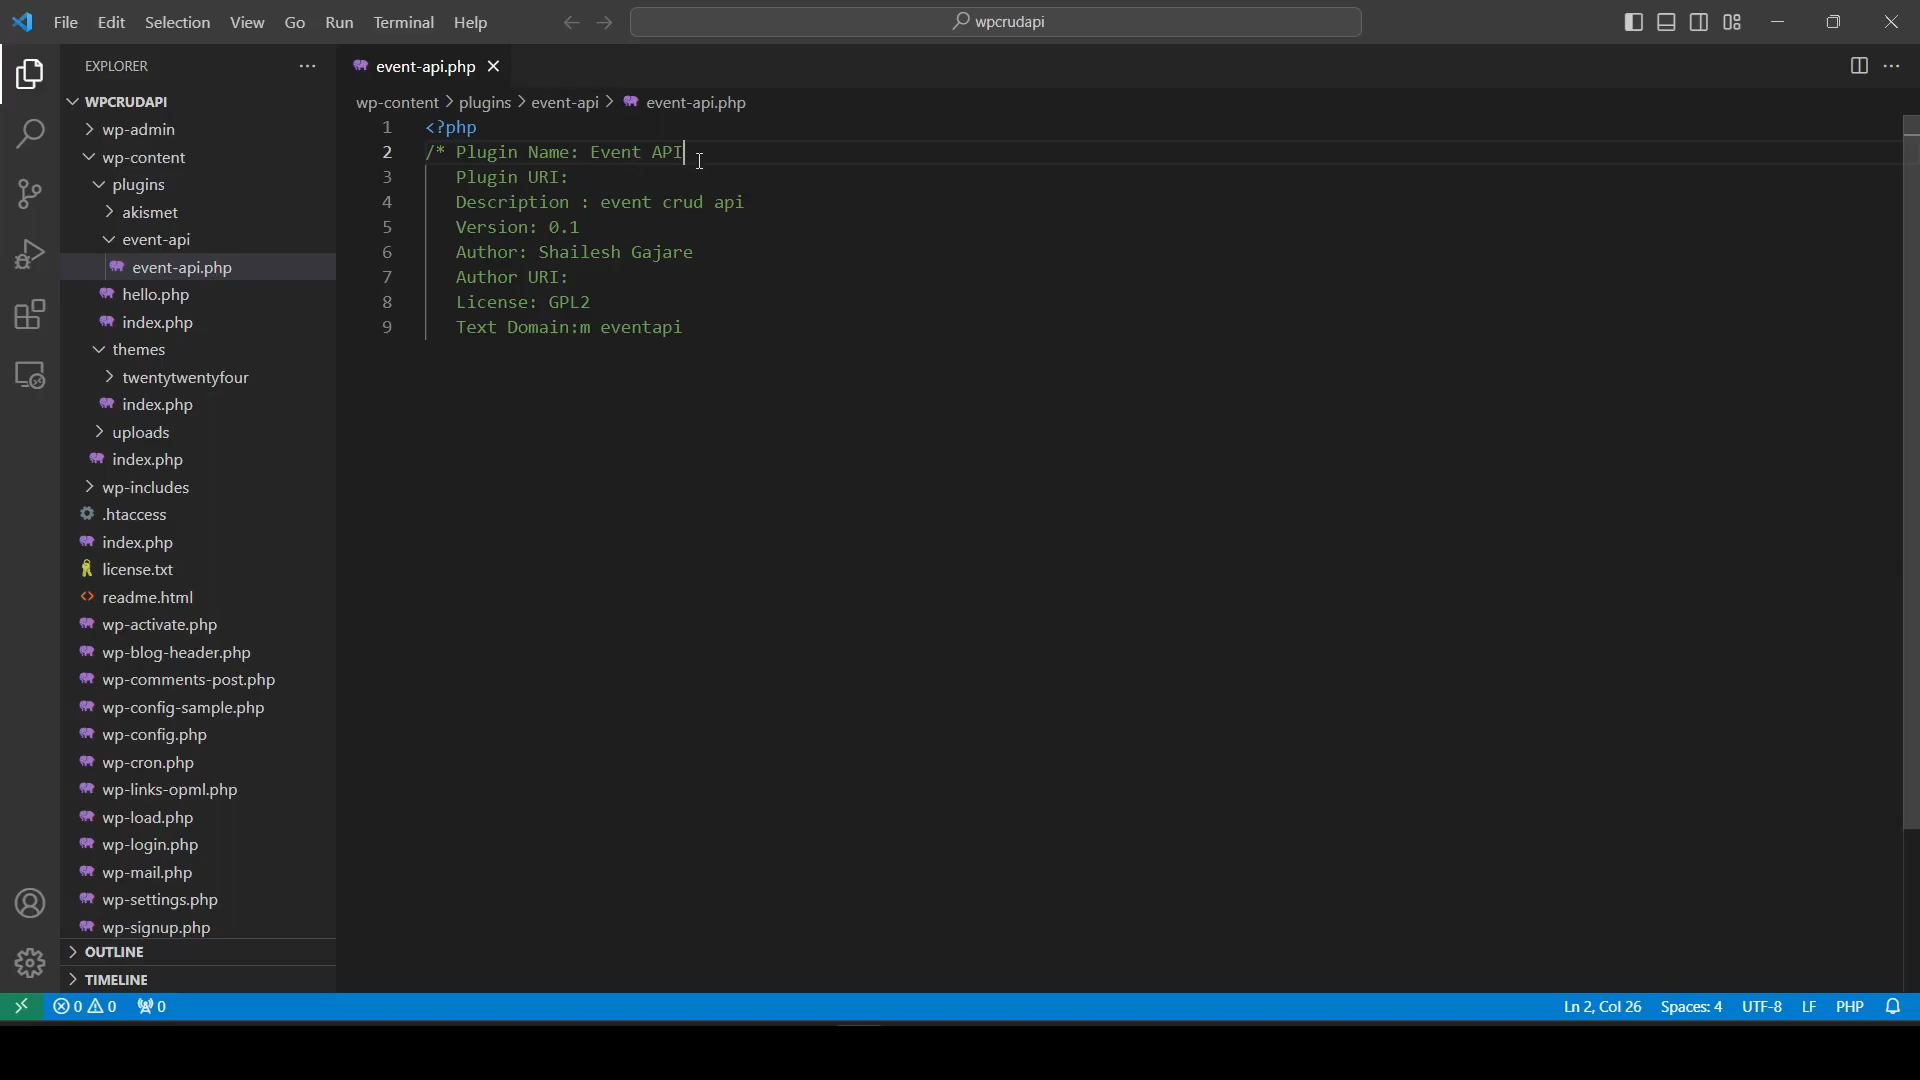 File Edit Selection View Go Run Terminal Help
wpcrudapi
EXPLORER
event-api.php
WPCRUDAPI
wp-admin
wp-content
plugins
akismet
event-api
event-api.php
hello.php
index.php
themes
twentytwentyfour
index.php
uploads
index.php
wp-includes
.htaccess
index.php
license.txt
readme.html
wp-activate.php
wp-blog-header.php
wp-comments-post.php
wp-config-sample.php
wp-config.php
wp-cron.php
wp-links-opml.php
wp-load.php
wp-login.php
wp-mail.php
wp-settings.php
wp-signup.php
OUTLINE
TIMELINE
wp-content > plugins > event-api > event-api.php
1 <?php
2 /* Plugin Name: Event API
3 Plugin URI:
4 Description : event crud api
5 Version: 0.1
6 Author: Shailesh Gajare
7 Author URI:
8 License: GPL2
9 Text Domain:m eventapi
0 0 0
Ln 2, Col 26 Spaces: 4 UTF-8 LF PHP